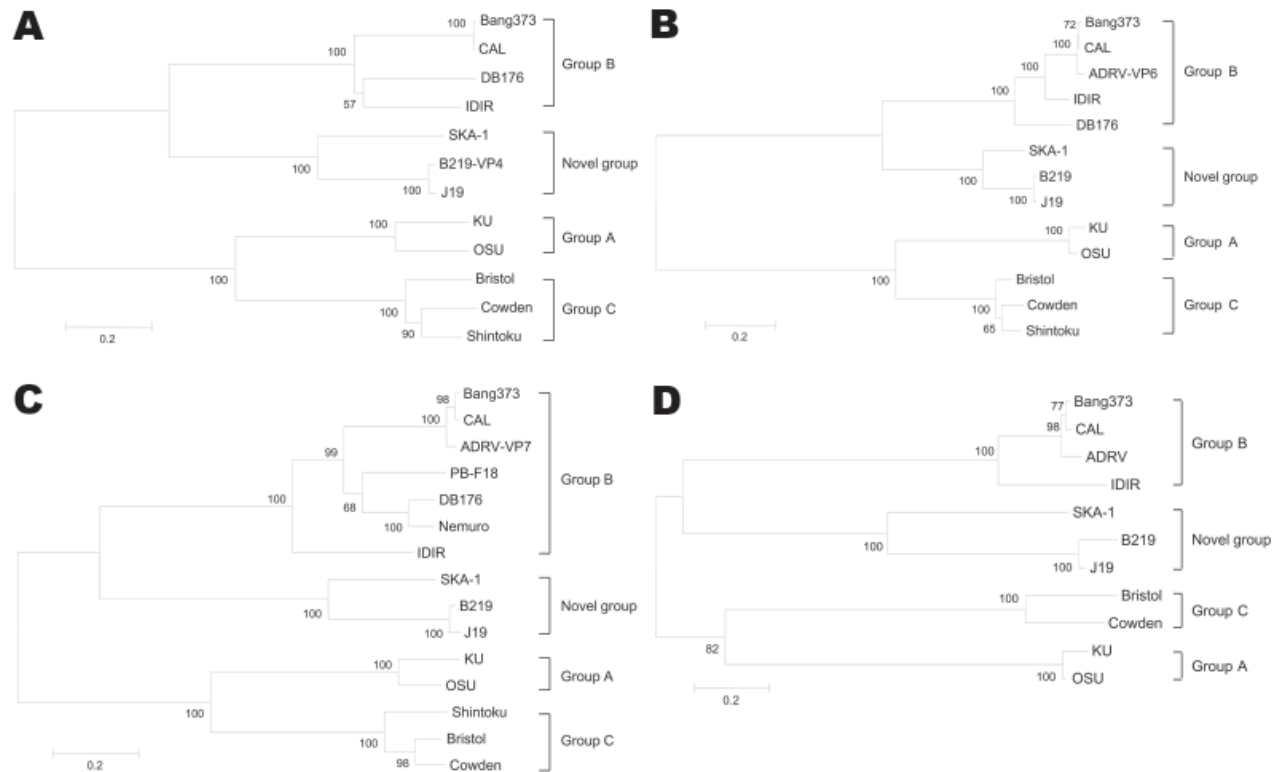 A
100
Bang373
CAL
100
DB176
57
IDIR
Group B
SKA-1
100
B219-VP4
100
J19
Novel group
100
KU
OSU
Group A
100
Bristol
100
Cowden
90
Shintoku
Group C
0.2
B
72
Bang373
100
CAL
100
ADRV-VP6
100
IDIR
DB176
Group B
SKA-1
100
B219
100
J19
Novel group
100
KU
OSU
Group A
100
Bristol
100
Cowden
65
Shintoku
Group C
0.2
C
98
Bang373
100
CAL
ADRV-VP7
99
PB-F18
68
DB176
100
Nemuro
100
IDIR
Group B
SKA-1
100
B219
100
J19
Novel group
100
KU
OSU
Group A
100
Shintoku
100
Bristol
98
Cowden
Group C
0.2
D
77
Bang373
98
CAL
100
ADRV
IDIR
Group B
SKA-1
100
B219
100
J19
Novel group
100
Bristol
Cowden
Group C
82
KU
100
OSU
Group A
0.2